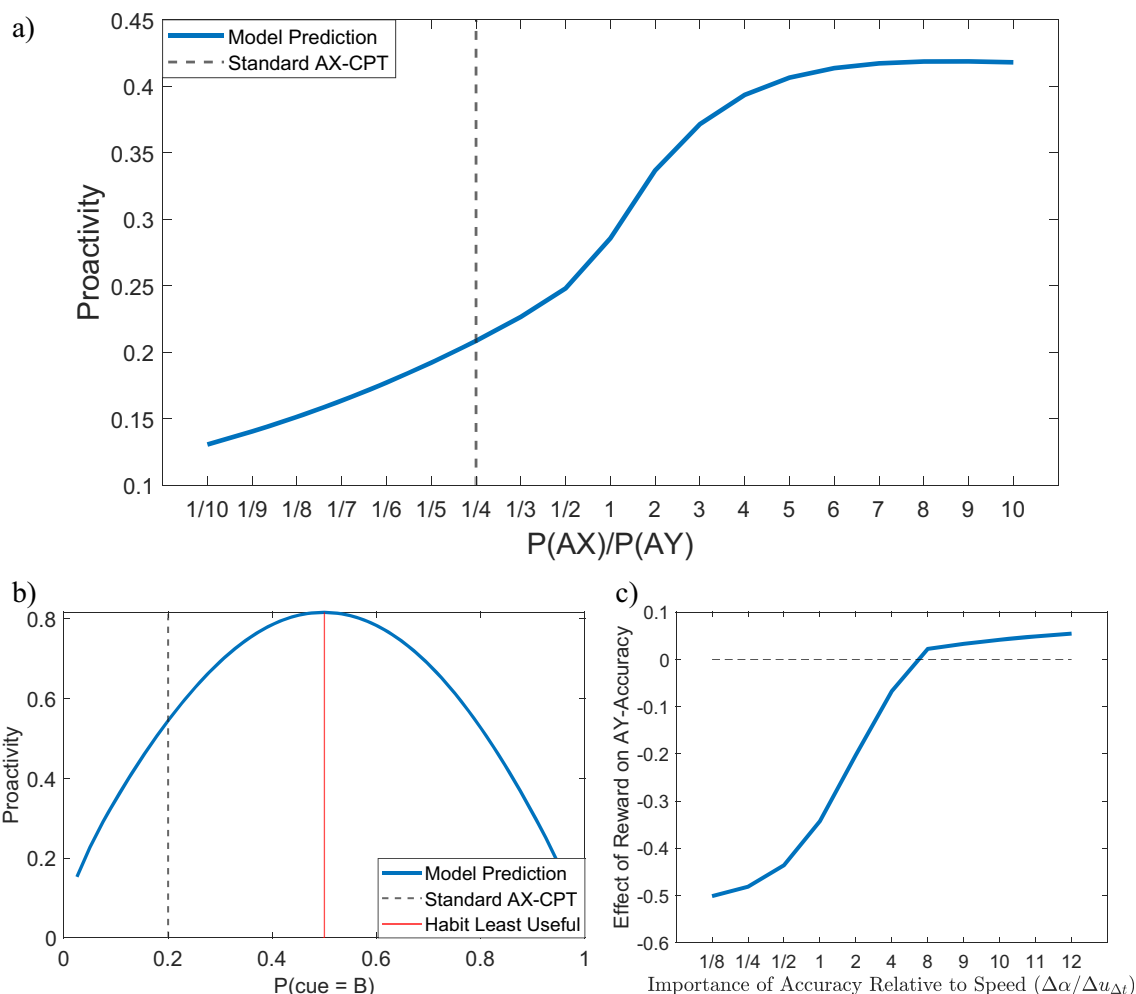 a)
0.45
0.4
0.35
0.3
0.25
0.2
0.15
0.1
Proactivity
Model Prediction
Standard AX-CPT
1/10 1/9 1/8 1/7 1/6 1/5 1/4 1/3 1/2 1 2 3 4 5 6 7 8 9 10
P(AX)/P(AY)
b)
0.8
0.6
0.4
0.2
0
Proactivity
Model Prediction
Standard AX-CPT
Habit Least Useful
0 0.2 0.4 0.6 0.8 1
P(cue = B)
c)
0.1
0
-0.1
-0.2
-0.3
-0.4
-0.5
-0.6
Effect of Reward on AY-Accuracy
1/8 1/4 1/2 1 2 4 8 9 10 11 12
Importance of Accuracy Relative to Speed (Δα/Δu_Δt)